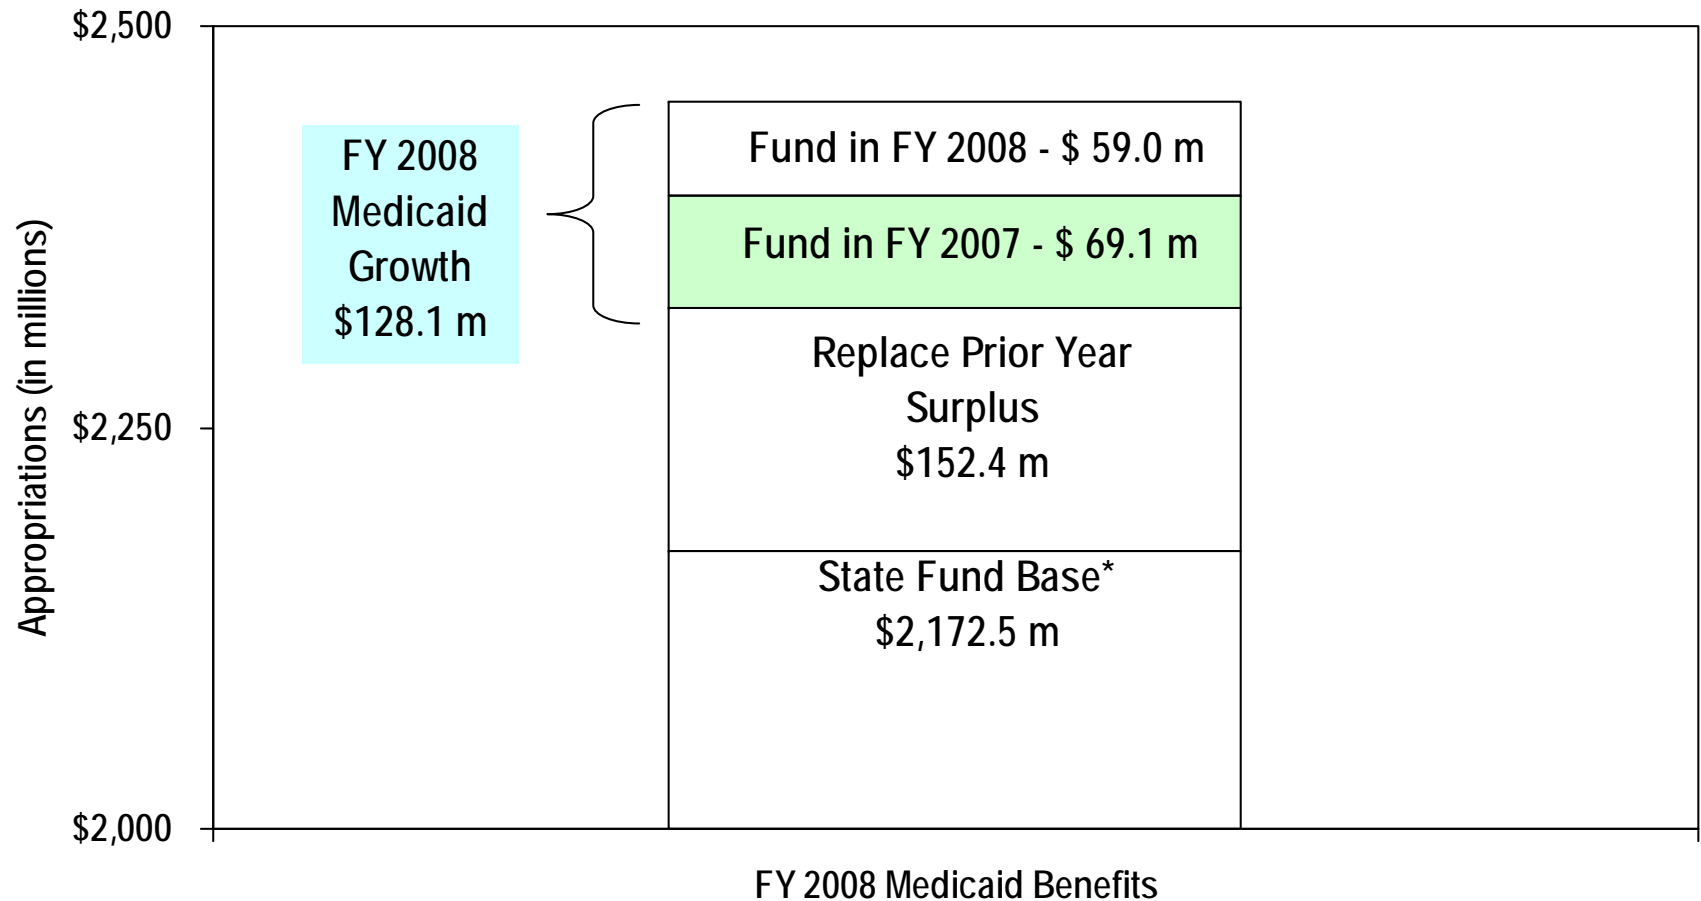 $2,500
$2,250
$2,000
Appropriations (in millions)
FY 2008
Medicaid
Growth
$128.1 m
Fund in FY 2008 - $ 59.0 m
Fund in FY 2007 - $ 69.1 m
Replace Prior Year
Surplus
$152.4 m
State Fund Base*
$2,172.5 m
FY 2008 Medicaid Benefits